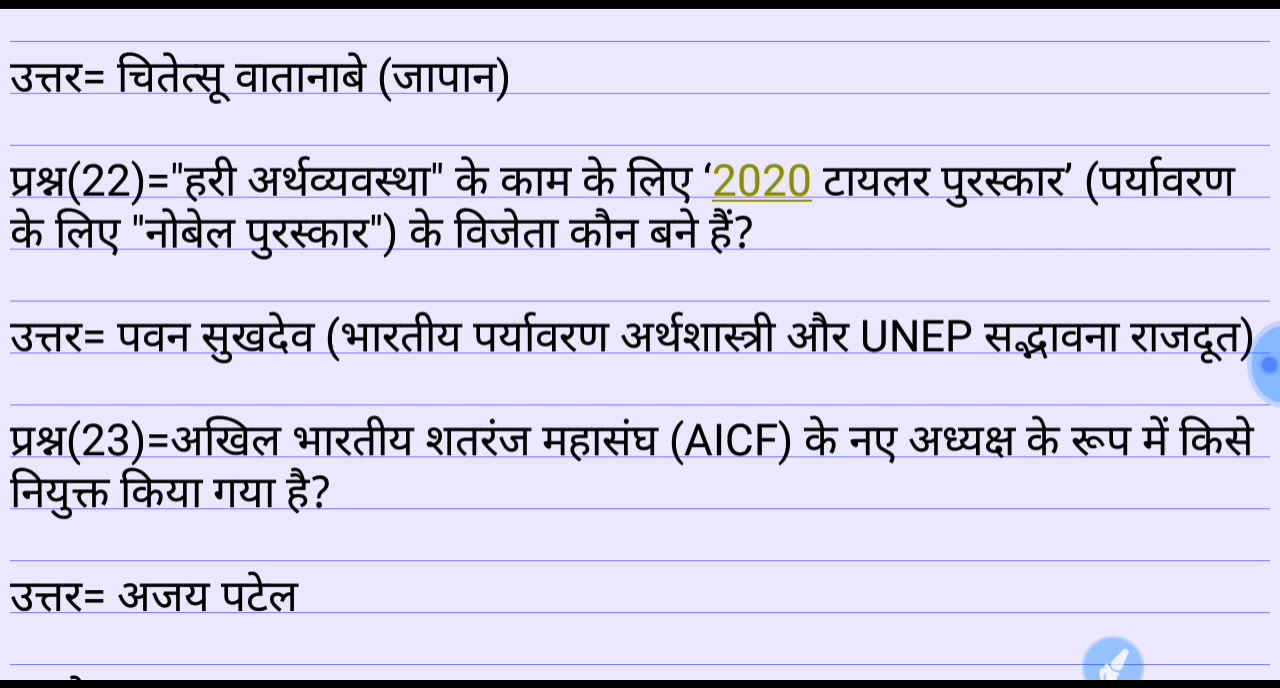 उत्तर= चितेत्सू वातानाबे (जापान)
प्रश्न(22)="हरी अर्थव्यवस्था" के काम के लिए ‘2020 टायलर पुरस्कार’ (पर्यावरण
के लिए "नोबेल पुरस्कार") के विजेता कौन बने हैं?
उत्तर= पवन सुखदेव (भारतीय पर्यावरण अर्थशास्त्री और UNEP सद्भावना राजदूत)
प्रश्न(23)=अखिल भारतीय शतरंज महासंघ (AICF) के नए अध्यक्ष के रूप में किसे
नियुक्त किया गया है?
उत्तर= अजय पटेल